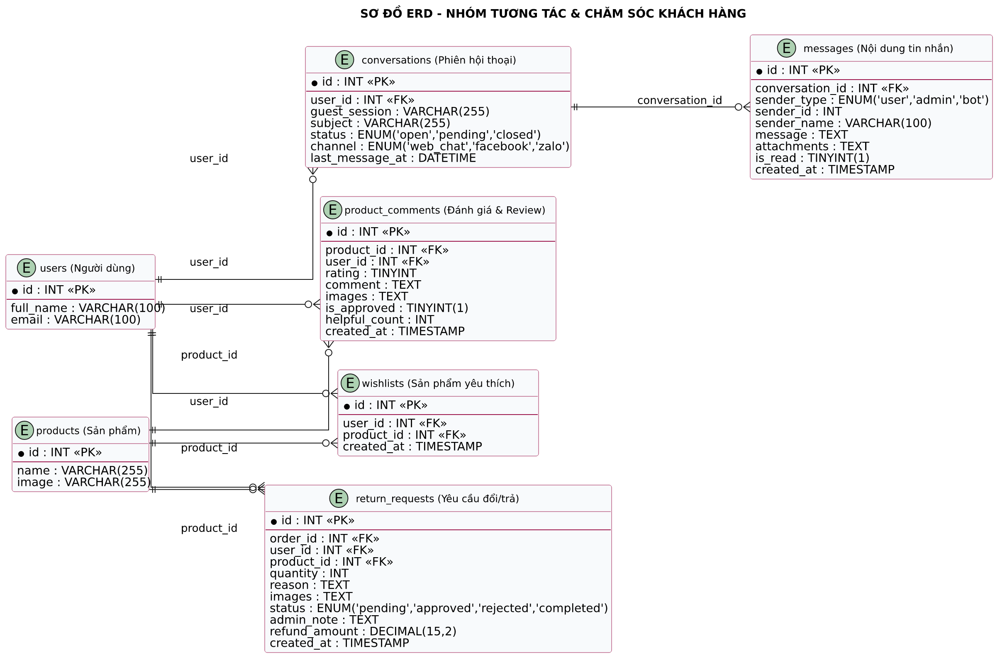 SƠ ĐỒ ERD - NHÓM TƯƠNG TÁC & CHĂM SÓC KHÁCH HÀNG
E conversations (Phiên hội thoại)
id : INT «PK»
user_id : INT «FK»
guest_session : VARCHAR(255)
subject : VARCHAR(255)
status : ENUM('open','pending','closed')
channel : ENUM('web_chat','facebook','zalo')
last_message_at : DATETIME
conversation_id
E messages (Nội dung tin nhắn)
id : INT «PK»
conversation_id : INT «FK»
sender_type : ENUM('user','admin','bot')
sender_id : INT
sender_name : VARCHAR(100)
message : TEXT
attachments : TEXT
is_read : TINYINT(1)
created_at : TIMESTAMP
user_id
E product_comments (Đánh giá & Review)
id : INT «PK»
product_id : INT «FK»
user_id : INT «FK»
rating : TINYINT
comment : TEXT
images : TEXT
is_approved : TINYINT(1)
helpful_count : INT
created_at : TIMESTAMP
user_id
E users (Người dùng)
id : INT «PK»
full_name : VARCHAR(100)
email : VARCHAR(100)
user_id
product_id
E wishlists (Sản phẩm yêu thích)
id : INT «PK»
user_id : INT «FK»
product_id : INT «FK»
created_at : TIMESTAMP
user_id
E products (Sản phẩm)
id : INT «PK»
name : VARCHAR(255)
image : VARCHAR(255)
product_id
product_id
E return_requests (Yêu cầu đổi/trả)
id : INT «PK»
order_id : INT «FK»
user_id : INT «FK»
product_id : INT «FK»
quantity : INT
reason : TEXT
images : TEXT
status : ENUM('pending','approved','rejected','completed')
admin_note : TEXT
refund_amount : DECIMAL(15,2)
created_at : TIMESTAMP